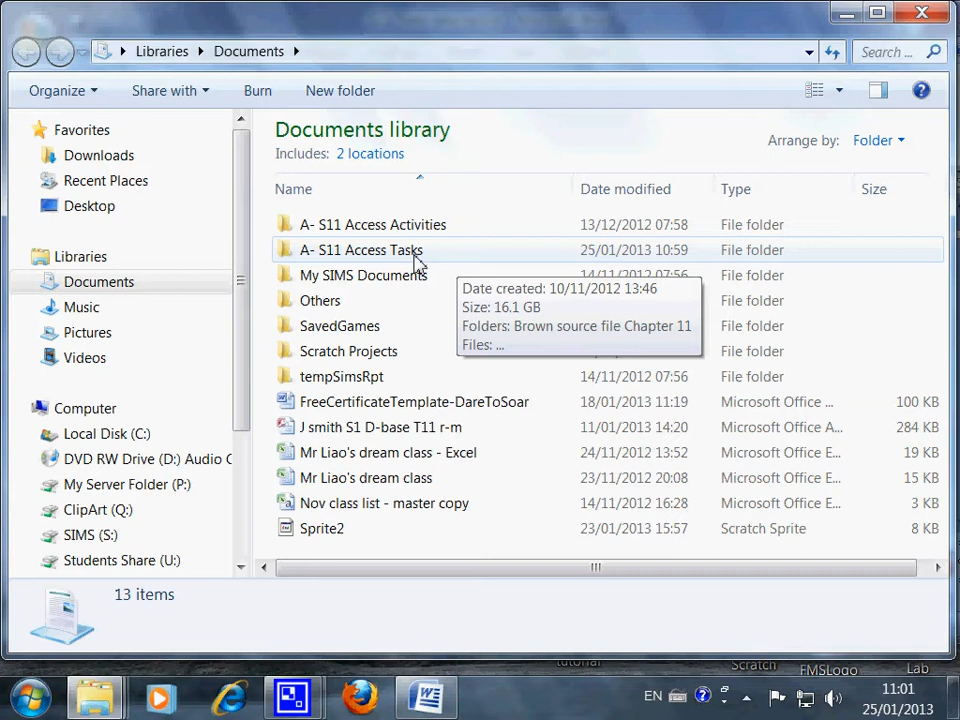 Libraries Documents Search ...
Organize Share with Burn New folder
Favorites
Downloads
Recent Places
Desktop
Libraries
Documents
Music
Pictures
Videos
Computer
Local Disk (C:)
DVD RW Drive (D:) Audio C
My Server Folder (P:)
ClipArt (Q:)
SIMS (S:)
Students Share (U:)
Documents library
Includes: 2 locations
Arrange by: Folder
Name Date modified Type Size
A- S11 Access Activities 13/12/2012 07:58 File folder
A- S11 Access Tasks 25/01/2013 10:59 File folder
My SIMS Documents 14/11/2012 07:56 File folder
Others File folder
SavedGames File folder
Scratch Projects File folder
tempSimsRpt 14/11/2012 07:56 File folder
FreeCertificateTemplate-DareToSoar 18/01/2013 11:19 Microsoft Office ... 100 KB
J smith S1 D-base T11 r-m 11/01/2013 14:20 Microsoft Office A... 284 KB
Mr Liao's dream class - Excel 24/11/2012 13:52 Microsoft Office E... 19 KB
Mr Liao's dream class 23/11/2012 20:08 Microsoft Office E... 15 KB
Nov class list - master copy 14/11/2012 16:28 Microsoft Office E... 3 KB
Sprite2 23/01/2013 15:57 Scratch Sprite 8 KB
Date created: 10/11/2012 13:46
Size: 16.1 GB
Folders: Brown source file Chapter 11
Files: ...
13 items
tutorial Scratch FMSLogo Lab
EN
11:01
25/01/2013